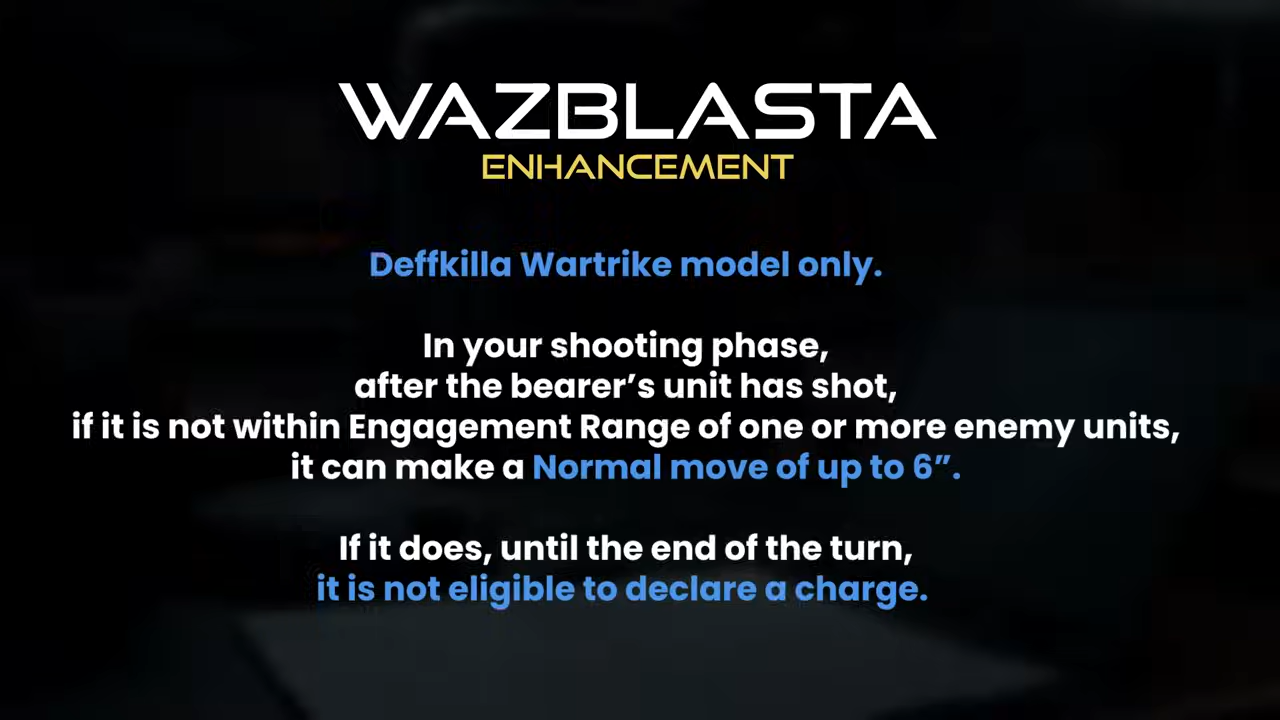 WAZBLASTA
ENHANCEMENT
Deffkilla Wartrike model only.
In your shooting phase,
after the bearer’s unit has shot,
if it is not within Engagement Range of one or more enemy units,
it can make a Normal move of up to 6”.
If it does, until the end of the turn,
it is not eligible to declare a charge.